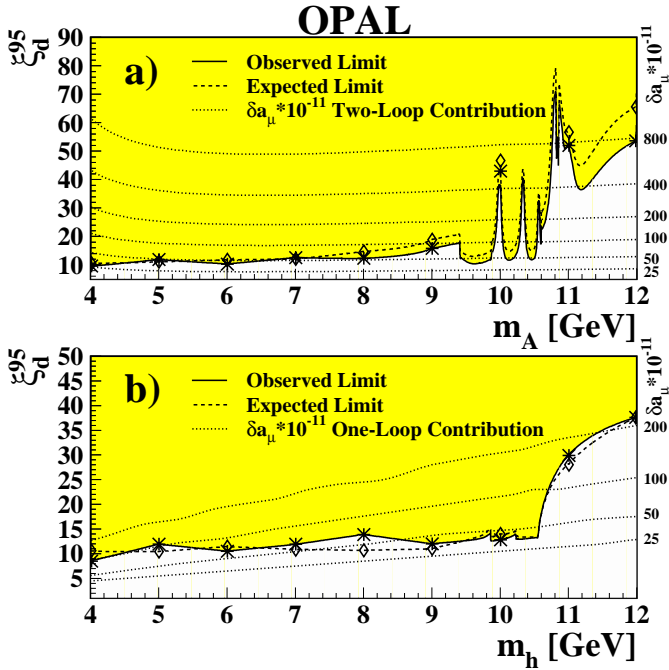 OPAL
a)
Observed Limit
Expected Limit
δaμ*10-11 Two-Loop Contribution
ξd95
90
80
70
60
50
40
30
20
10
δaμ*10-11
800
400
200
100
50
25
4 5 6 7 8 9 10 11 12
mA [GeV]
b)
Observed Limit
Expected Limit
δaμ*10-11 One-Loop Contribution
ξd95
50
45
40
35
30
25
20
15
10
5
δaμ*10-11
200
100
50
25
4 5 6 7 8 9 10 11 12
mh [GeV]